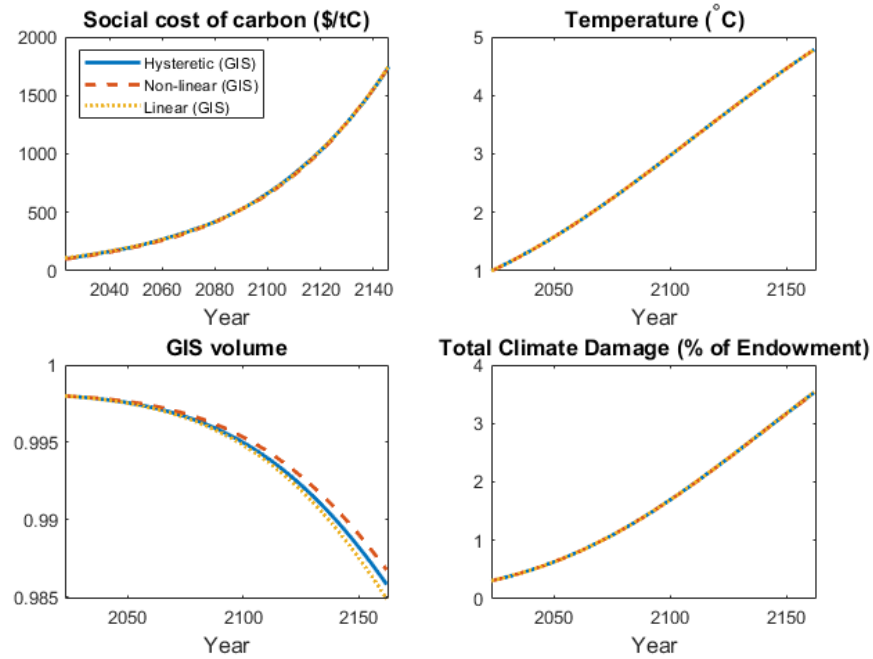 Social cost of carbon ($/tC)
2000
1500
1000
500
0
Hysteretic (GIS)
Non-linear (GIS)
Linear (GIS)
2040 2060 2080 2100 2120 2140
Year
Temperature (°C)
5
4
3
2
1
2050 2100 2150
Year
GIS volume
1
0.995
0.99
0.985
2050 2100 2150
Year
Total Climate Damage (% of Endowment)
4
3
2
1
0
2050 2100 2150
Year